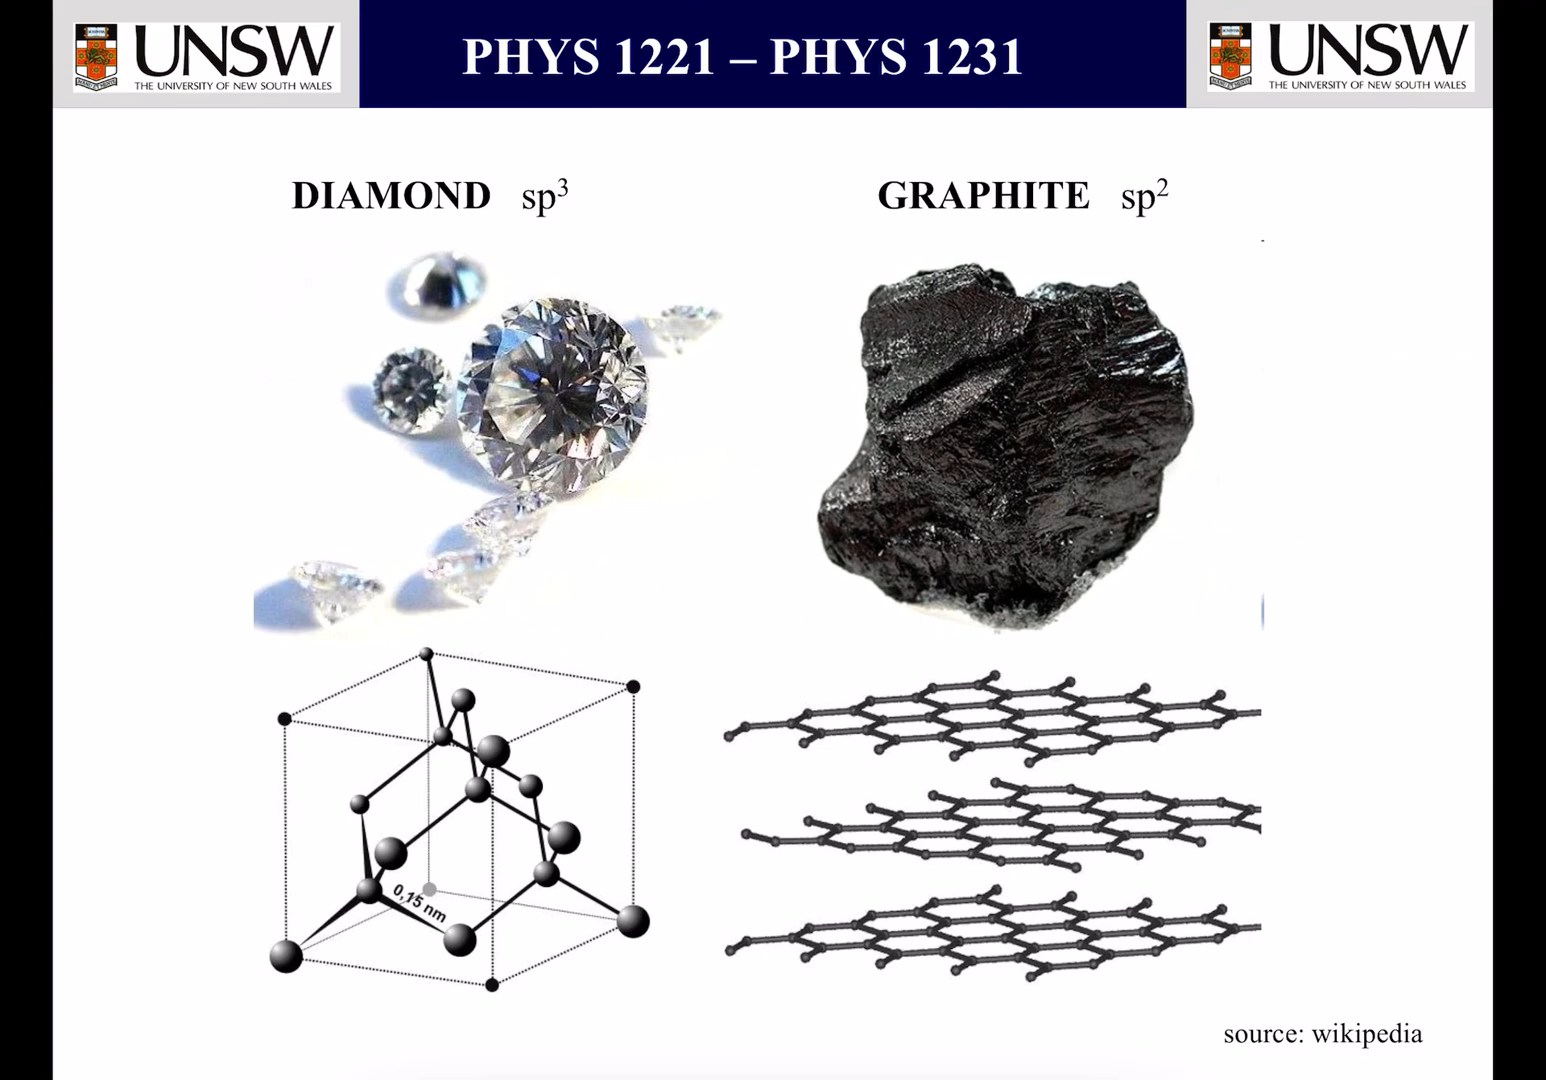 UNSW
THE UNIVERSITY OF NEW SOUTH WALES
PHYS 1221 – PHYS 1231
UNSW
THE UNIVERSITY OF NEW SOUTH WALES
DIAMOND sp³
GRAPHITE sp²
0,15 nm
source: wikipedia